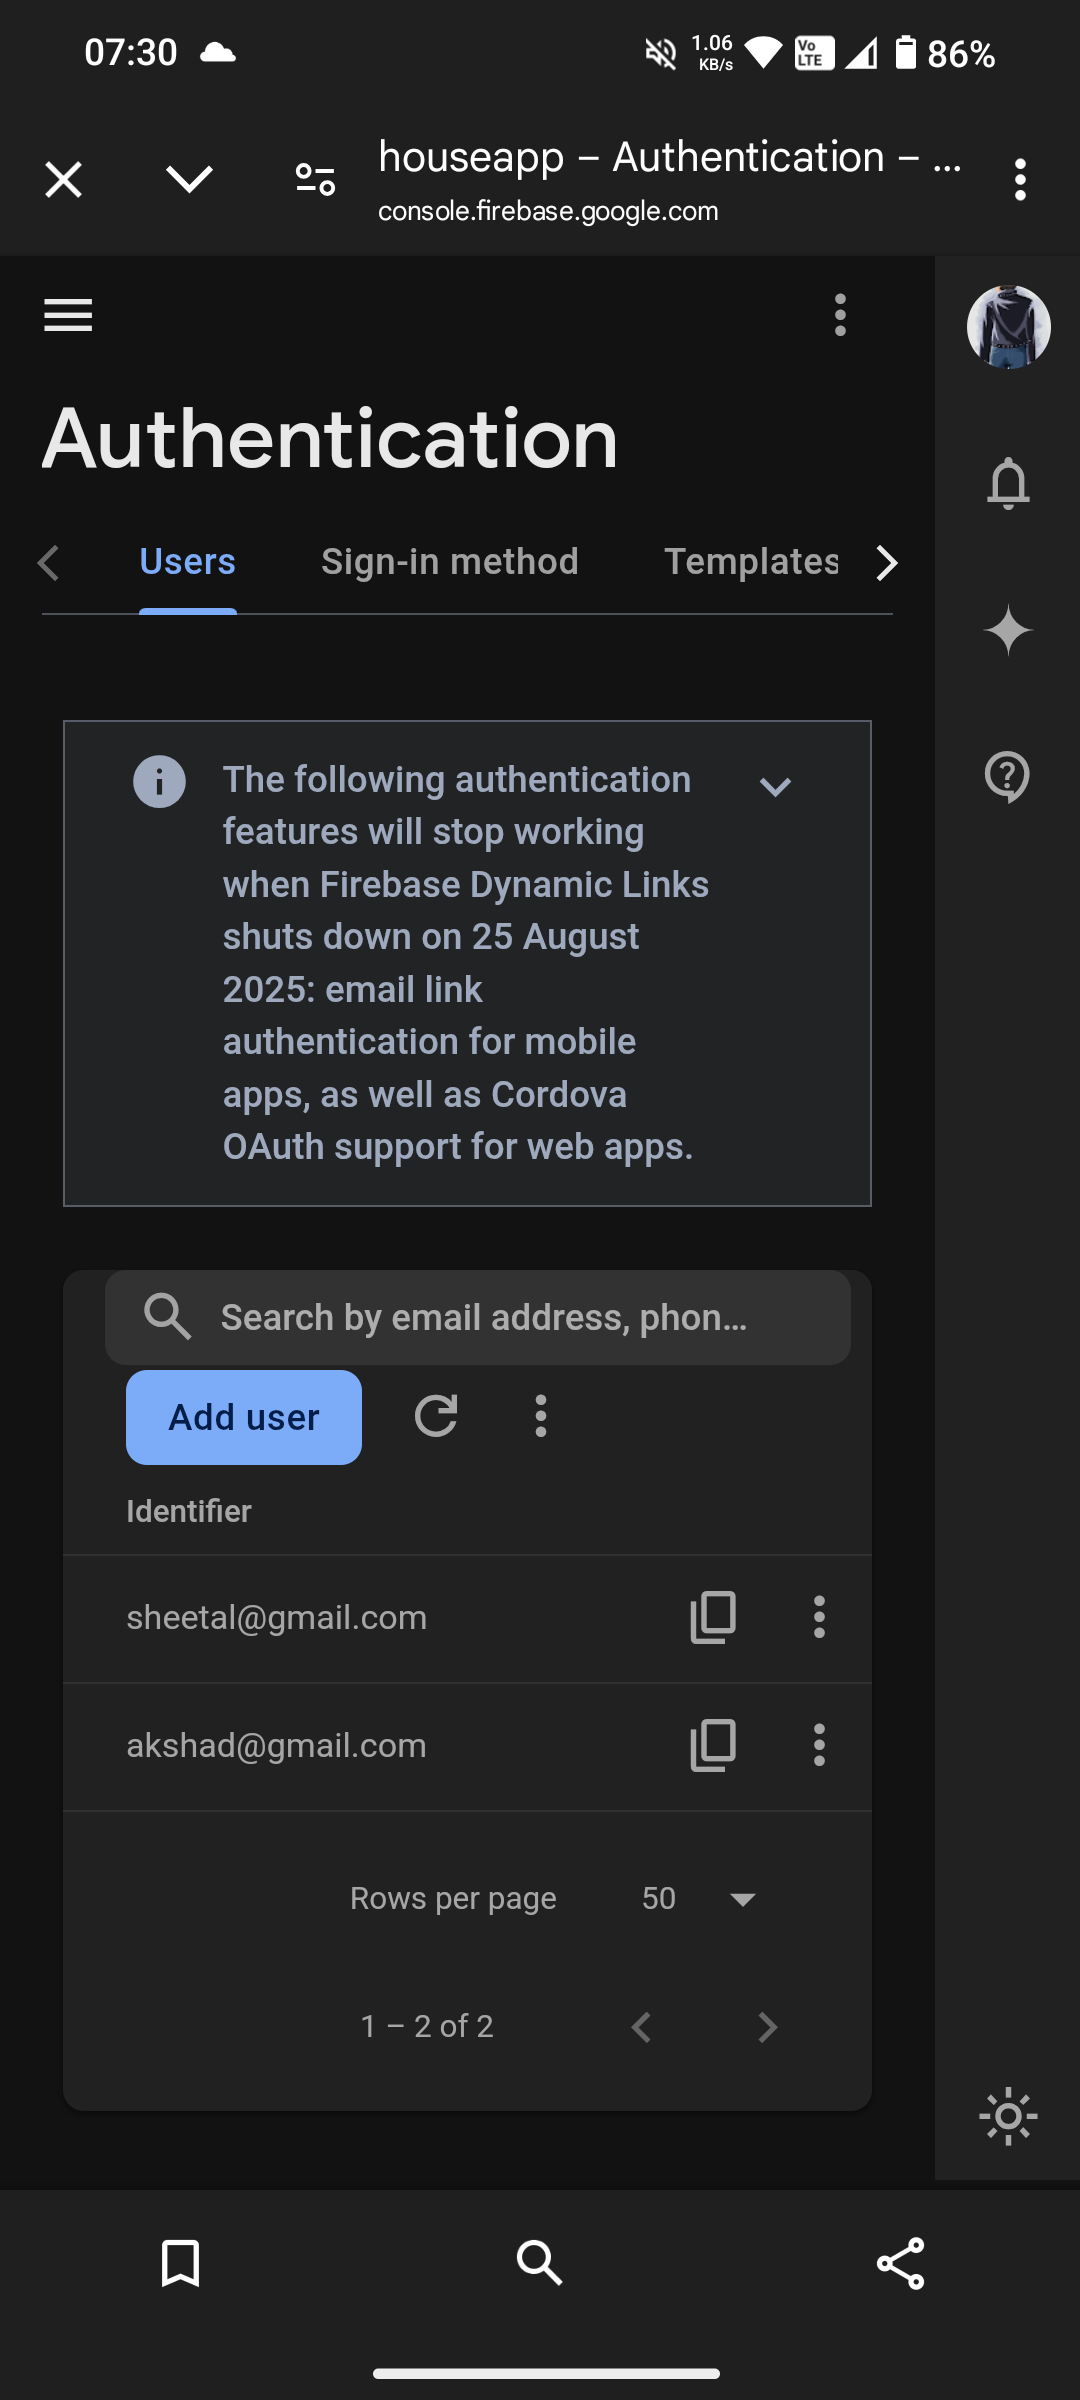 07:30
1.06
KB/s
Vo
LTE
86%
houseapp – Authentication – ...
console.firebase.google.com
Authentication
Users
Sign-in method
Templates
The following authentication
features will stop working
when Firebase Dynamic Links
shuts down on 25 August
2025: email link
authentication for mobile
apps, as well as Cordova
OAuth support for web apps.
Search by email address, phon...
Add user
Identifier
sheetal@gmail.com
akshad@gmail.com
Rows per page
50
1 – 2 of 2